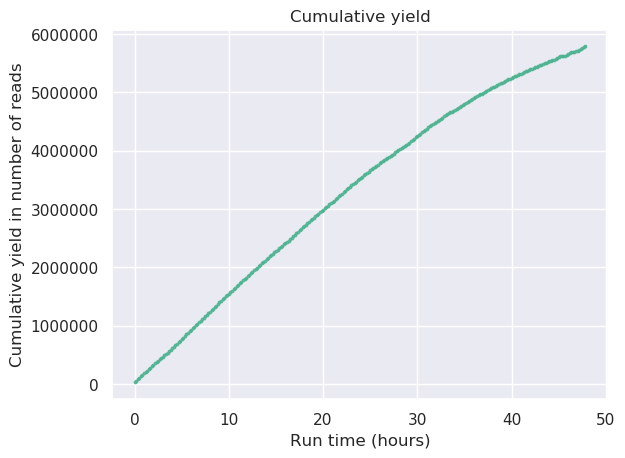 Cumulative yield
Cumulative yield in number of reads
6000000
5000000
4000000
3000000
2000000
1000000
0
0 10 20 30 40 50
Run time (hours)